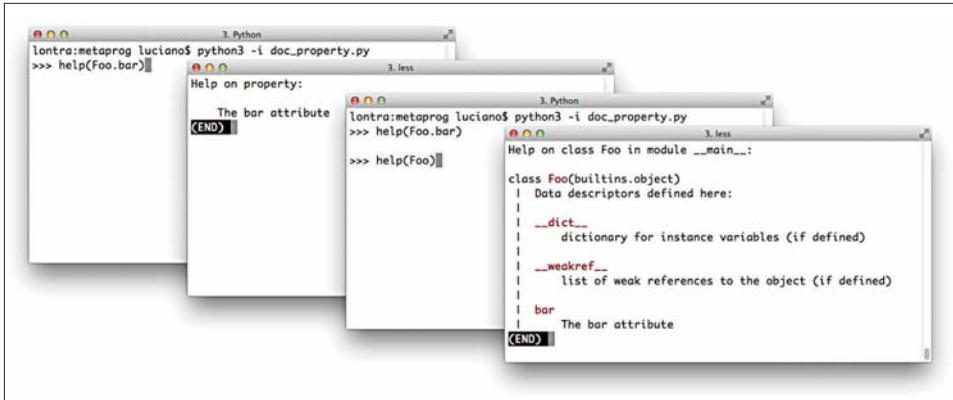 3. Python
lontra:metaprog luciano$ python3 -i doc_property.py
>>> help(Foo.bar)
3. less
Help on property:
The bar attribute
(END)
3. Python
lontra:metaprog luciano$ python3 -i doc_property.py
>>> help(Foo.bar)
>>> help(Foo)
3. less
Help on class Foo in module __main__:
class Foo(builtins.object)
|  Data descriptors defined here:
|
|  __dict__
|      dictionary for instance variables (if defined)
|
|  __weakref__
|      list of weak references to the object (if defined)
|
|  bar
|      The bar attribute
(END)